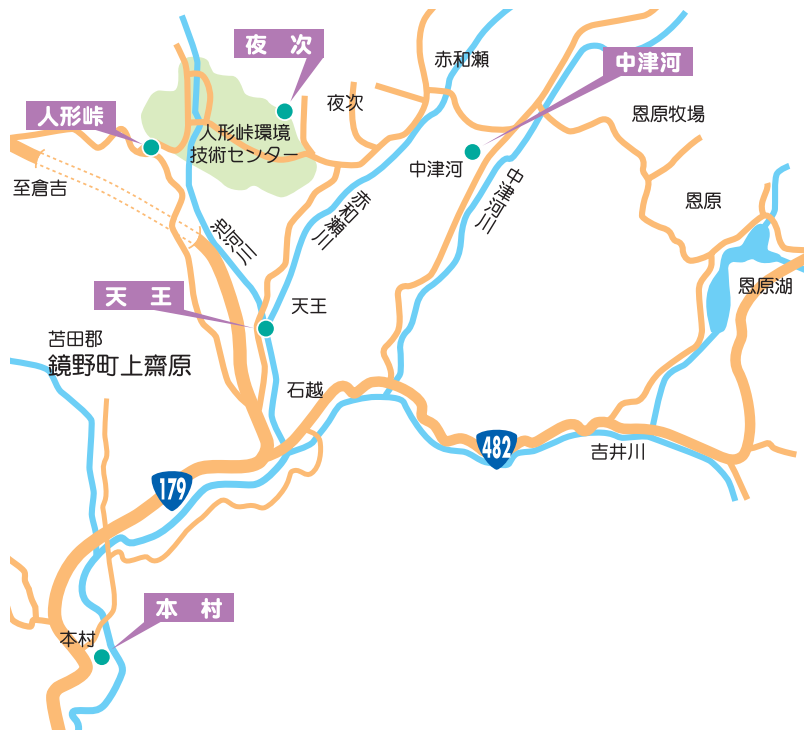 夜　次
赤和瀬
中津河
夜次
人形峠
恩原牧場
人形峠環境
技術センター
中津河
至倉吉
恩原
中津河川
赤和瀬川
池河川
天　王
恩原湖
天王
苫田郡
鏡野町上齋原
石越
482
吉井川
179
本　村
本村